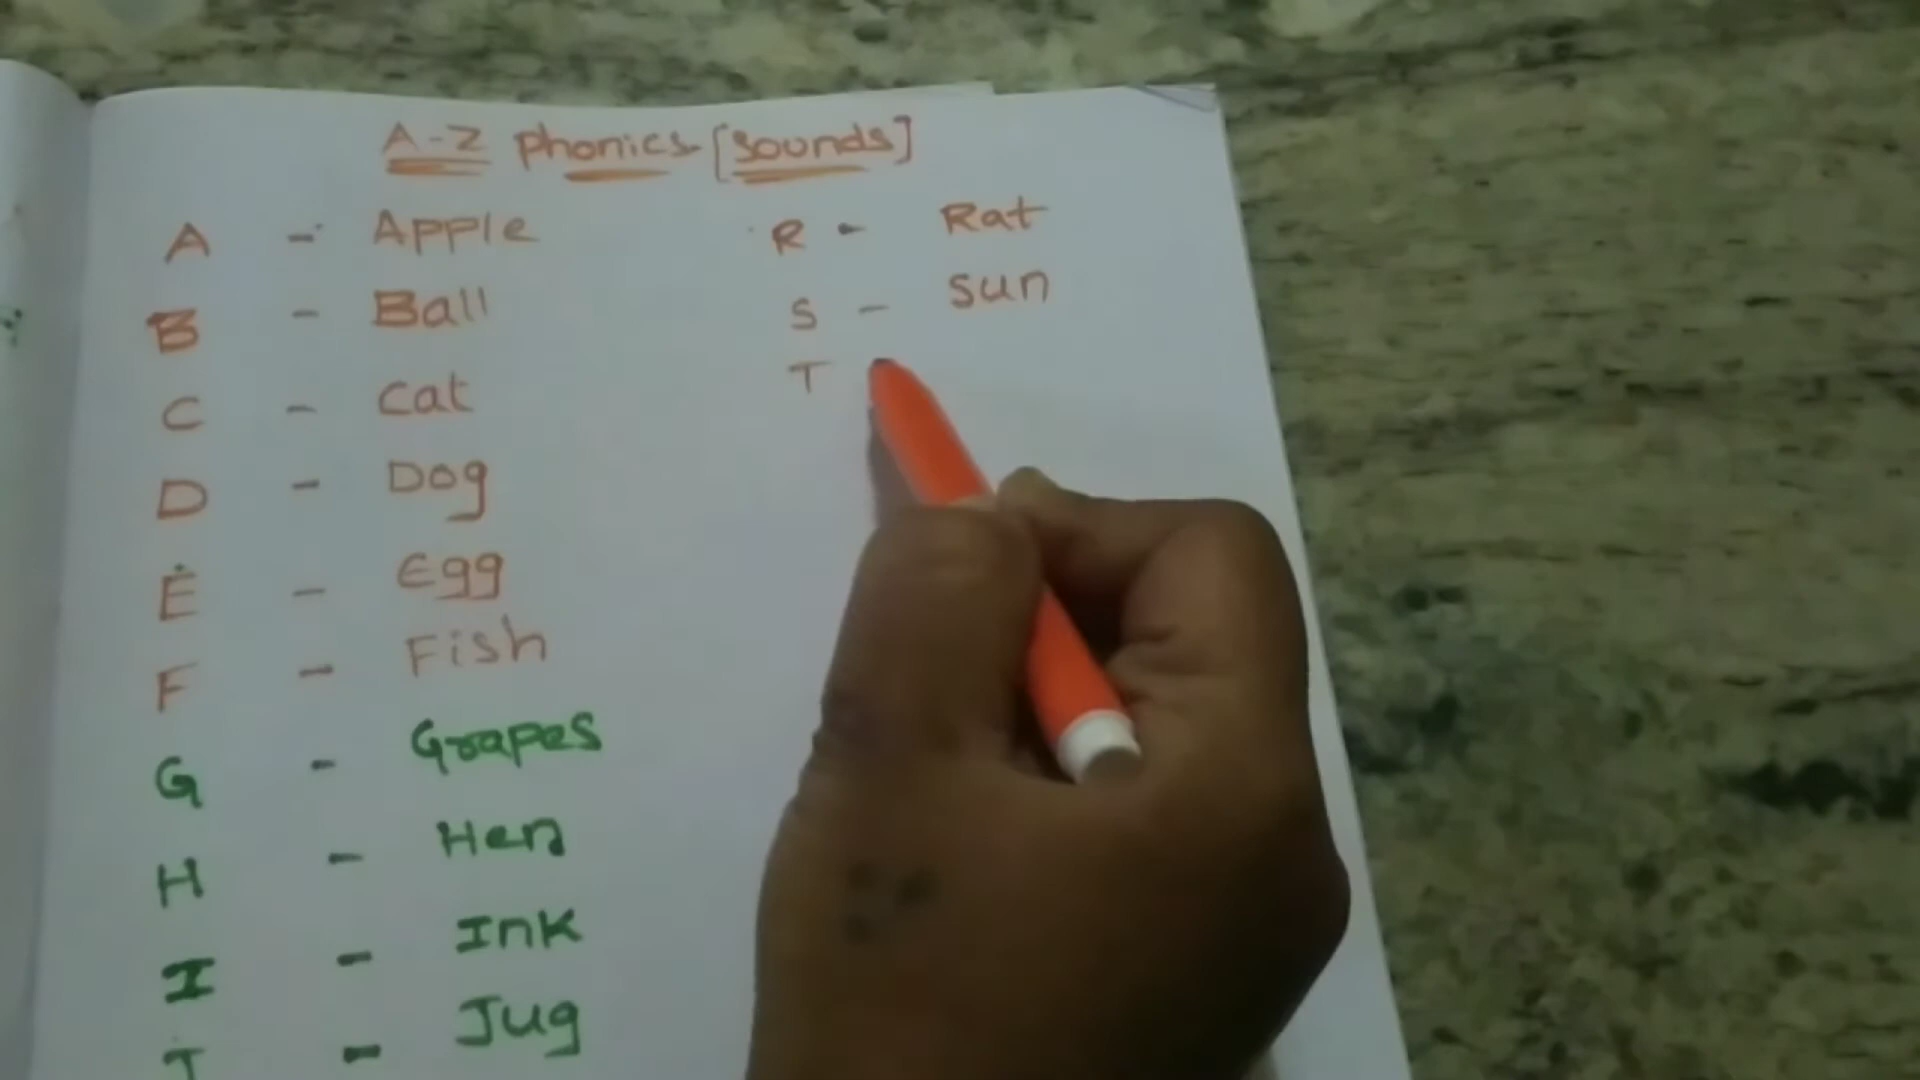 A-Z Phonics [Sounds]
A - Apple
B - Ball
C - Cat
D - Dog
E - Egg
F - Fish
G - Grapes
H - Hen
I - Ink
J - Jug
R - Rat
S - Sun
T